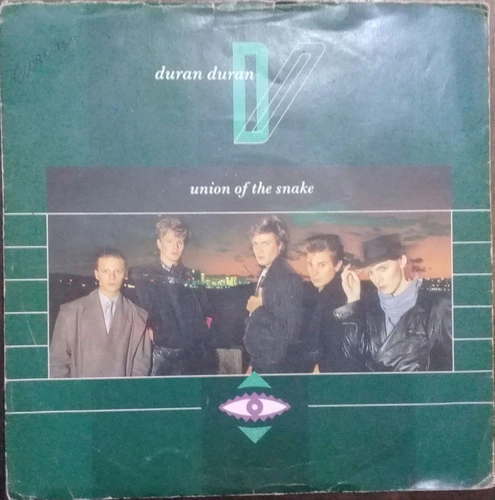 duran duran
union of the snake